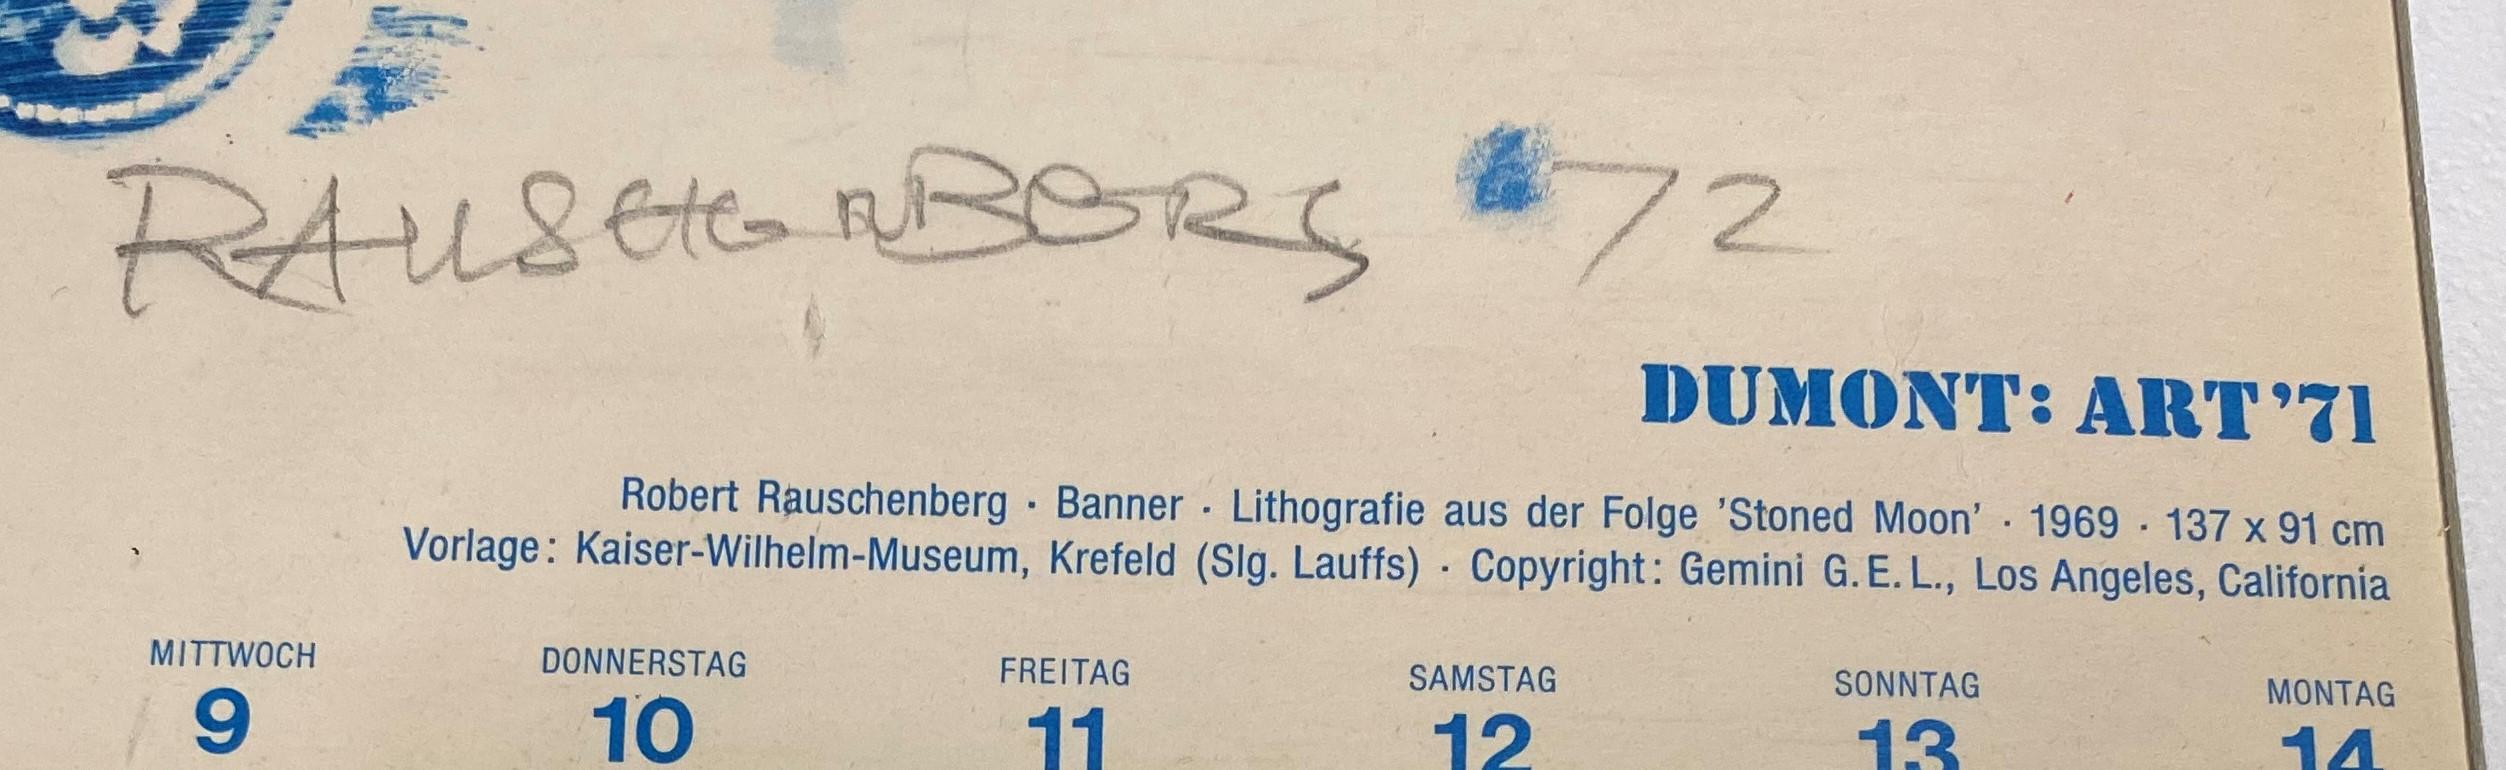 RAUSCHENBERG 72
DUMONT: ART '71
Robert Rauschenberg · Banner · Lithografie aus der Folge 'Stoned Moon' · 1969 · 137 x 91 cm
Vorlage: Kaiser-Wilhelm-Museum, Krefeld (Slg. Lauffs) · Copyright: Gemini G.E.L., Los Angeles, California
MITTWOCH DONNERSTAG FREITAG SAMSTAG SONNTAG MONTAG
9 10 11 12 13 14